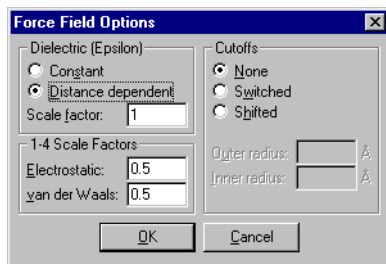 Force Field Options
Dielectric (Epsilon)
Constant
Distance dependent
Scale factor: 1
1-4 Scale Factors
Electrostatic: 0.5
van der Waals: 0.5
Cutoffs
None
Switched
Shifted
Outer radius: Å
Inner radius: Å
OK
Cancel